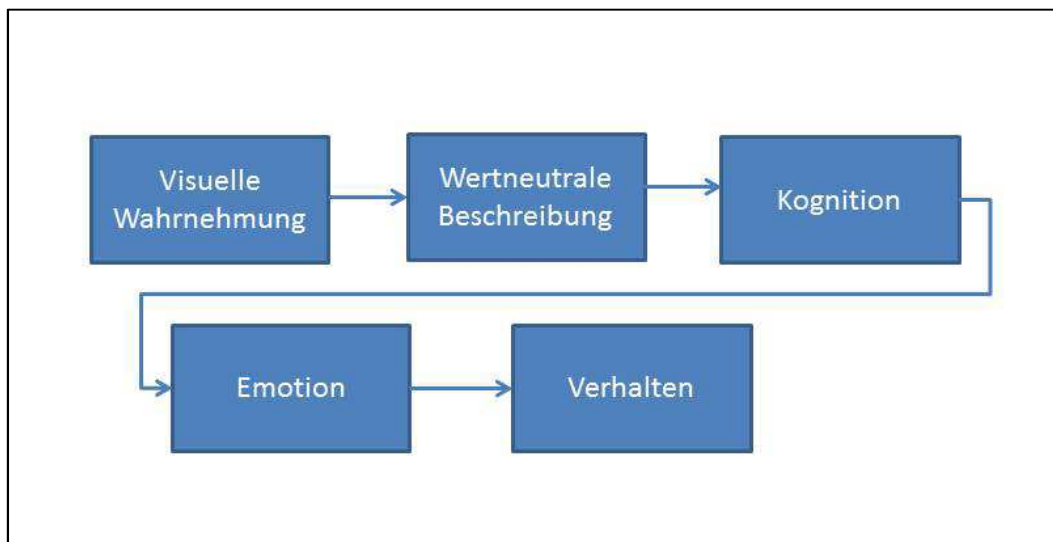 Visuelle
Wahrnehmung
Wertneutrale
Beschreibung
Kognition
Emotion
Verhalten